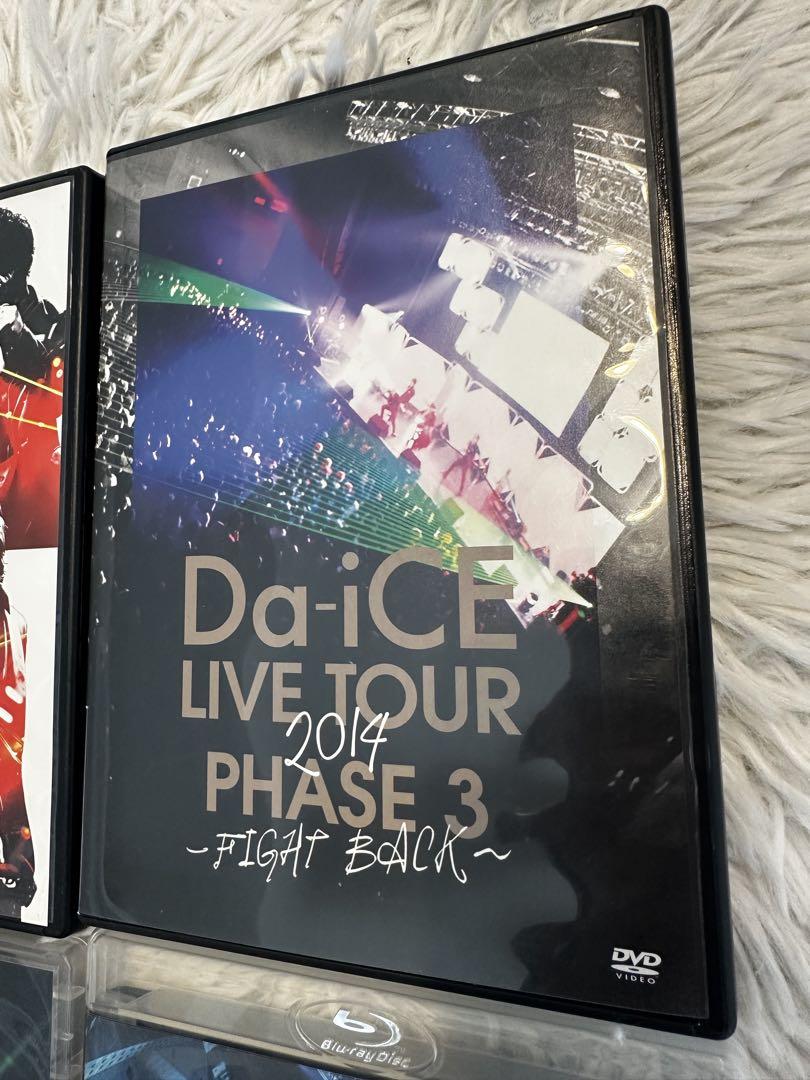 Da-iCE
LIVE TOUR
2014
PHASE 3
~FIGHT BACK~
DVD
VIDEO
Blu-ray Disc